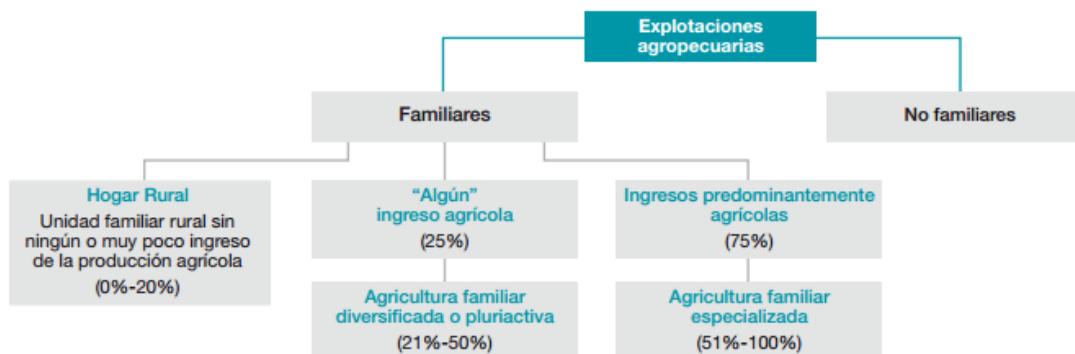 Explotaciones
agropecuarias
Familiares
No familiares
Hogar Rural
Unidad familiar rural sin
ningún o muy poco ingreso
de la producción agrícola
(0%-20%)
“Algún”
ingreso agrícola
(25%)
Ingresos predominantemente
agrícolas
(75%)
Agricultura familiar
diversificada o pluriactiva
(21%-50%)
Agricultura familiar
especializada
(51%-100%)